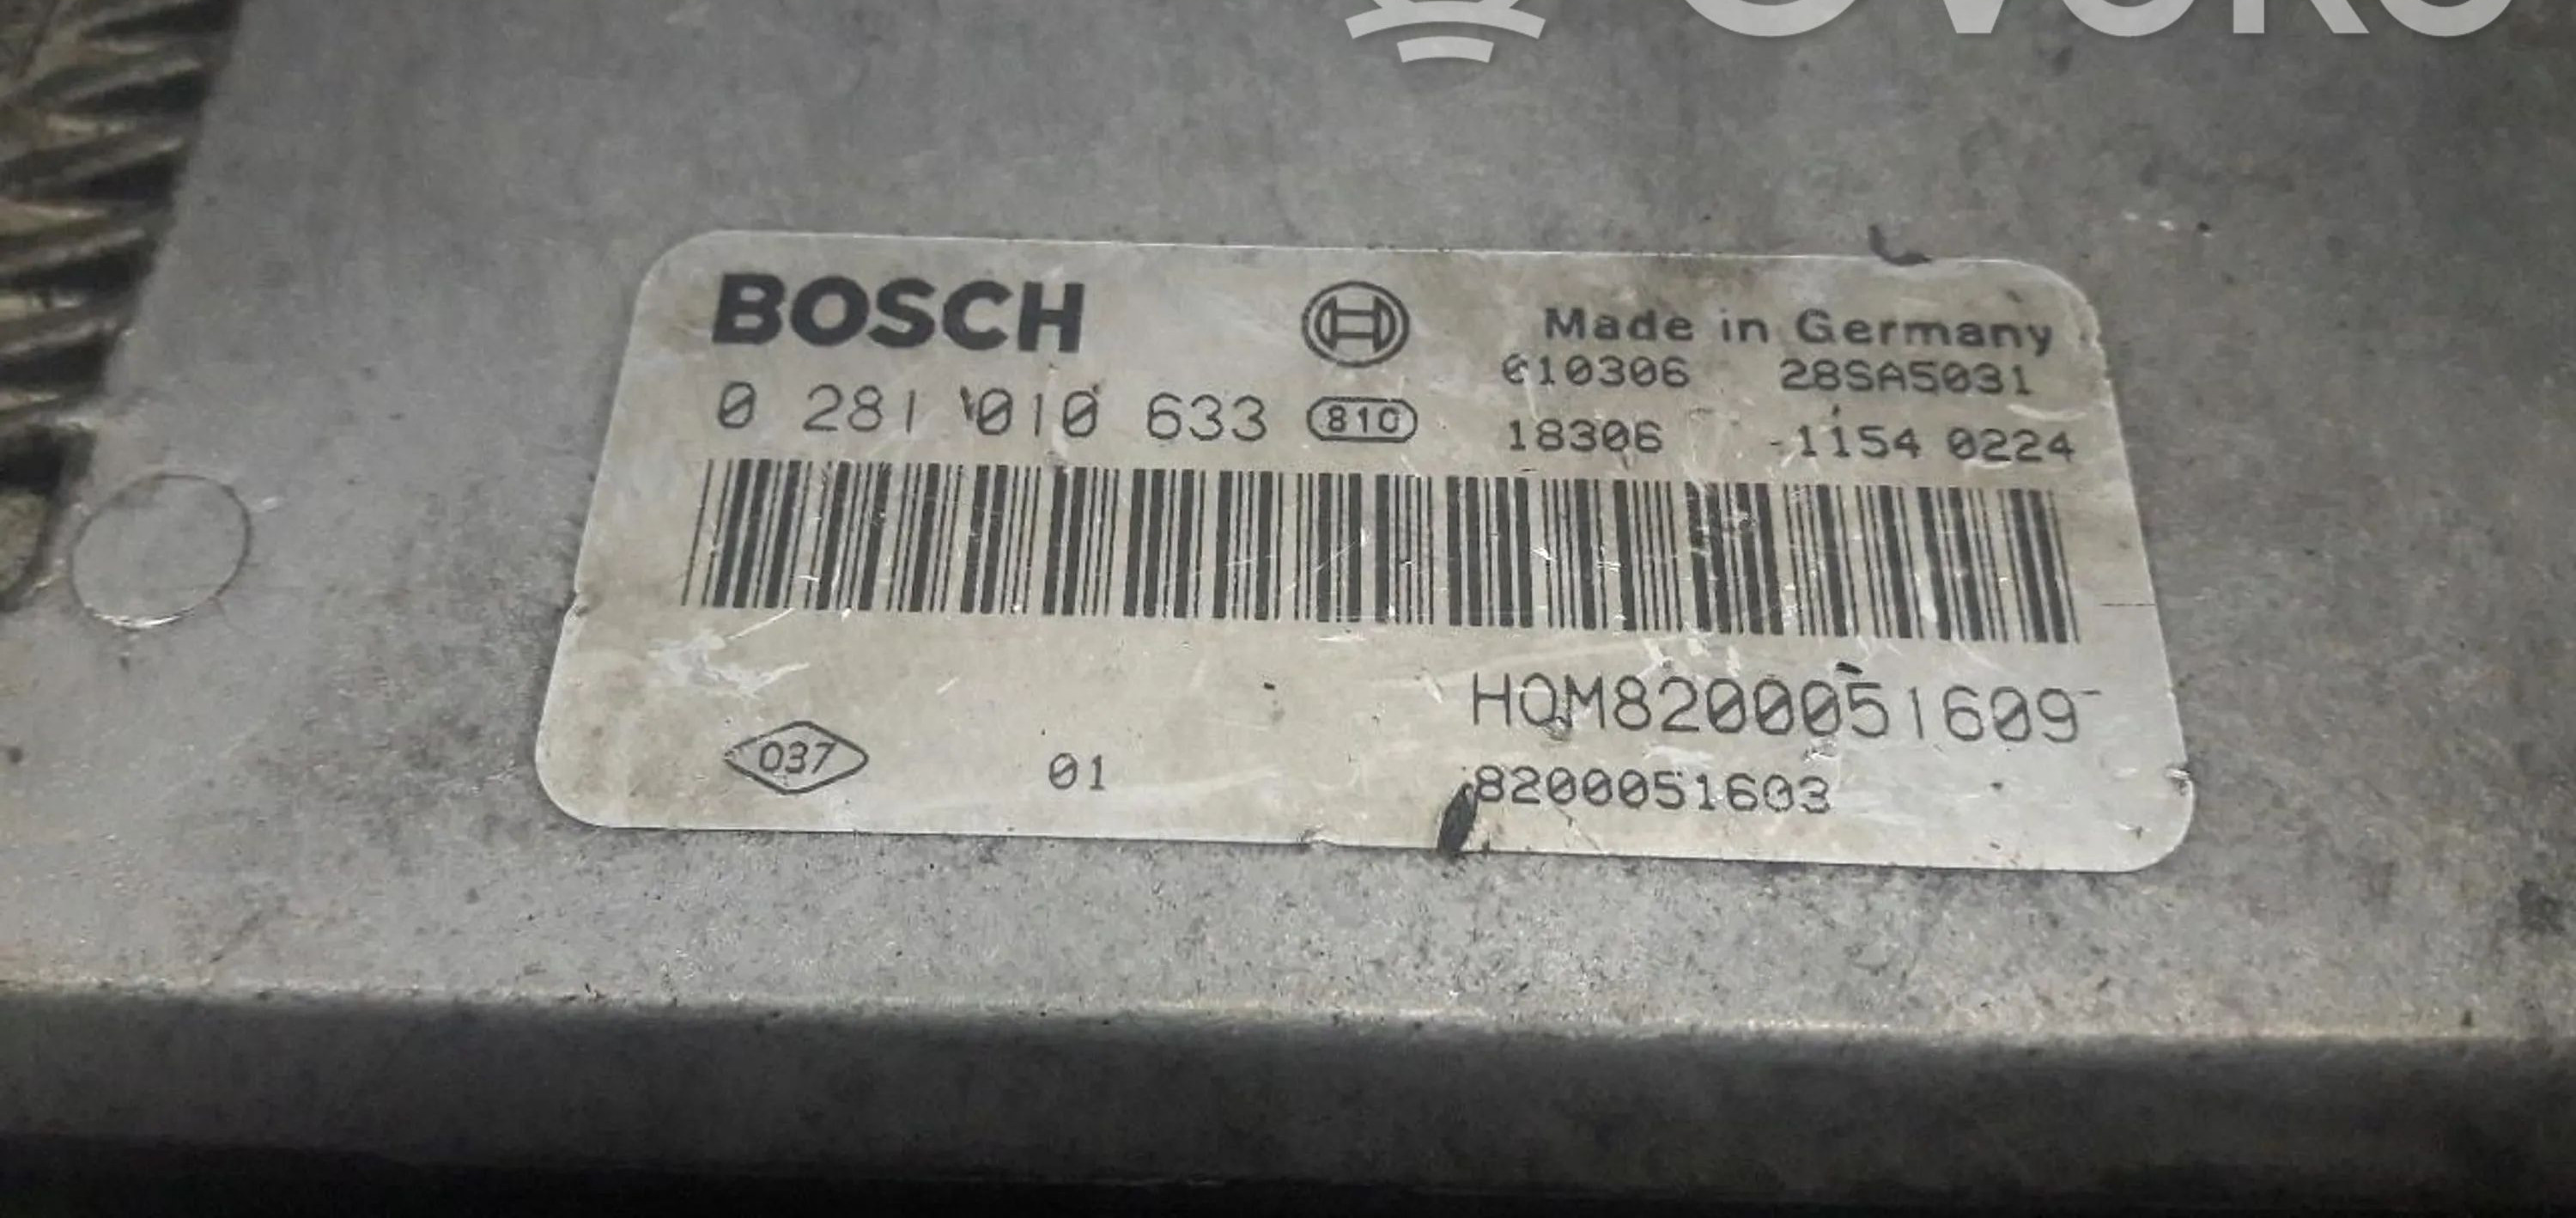 BOSCH
Made in Germany
0 281 010 633 810
610306 28SA5031
18306 -1154 0224
HOM8200051609
8200051603
037
01